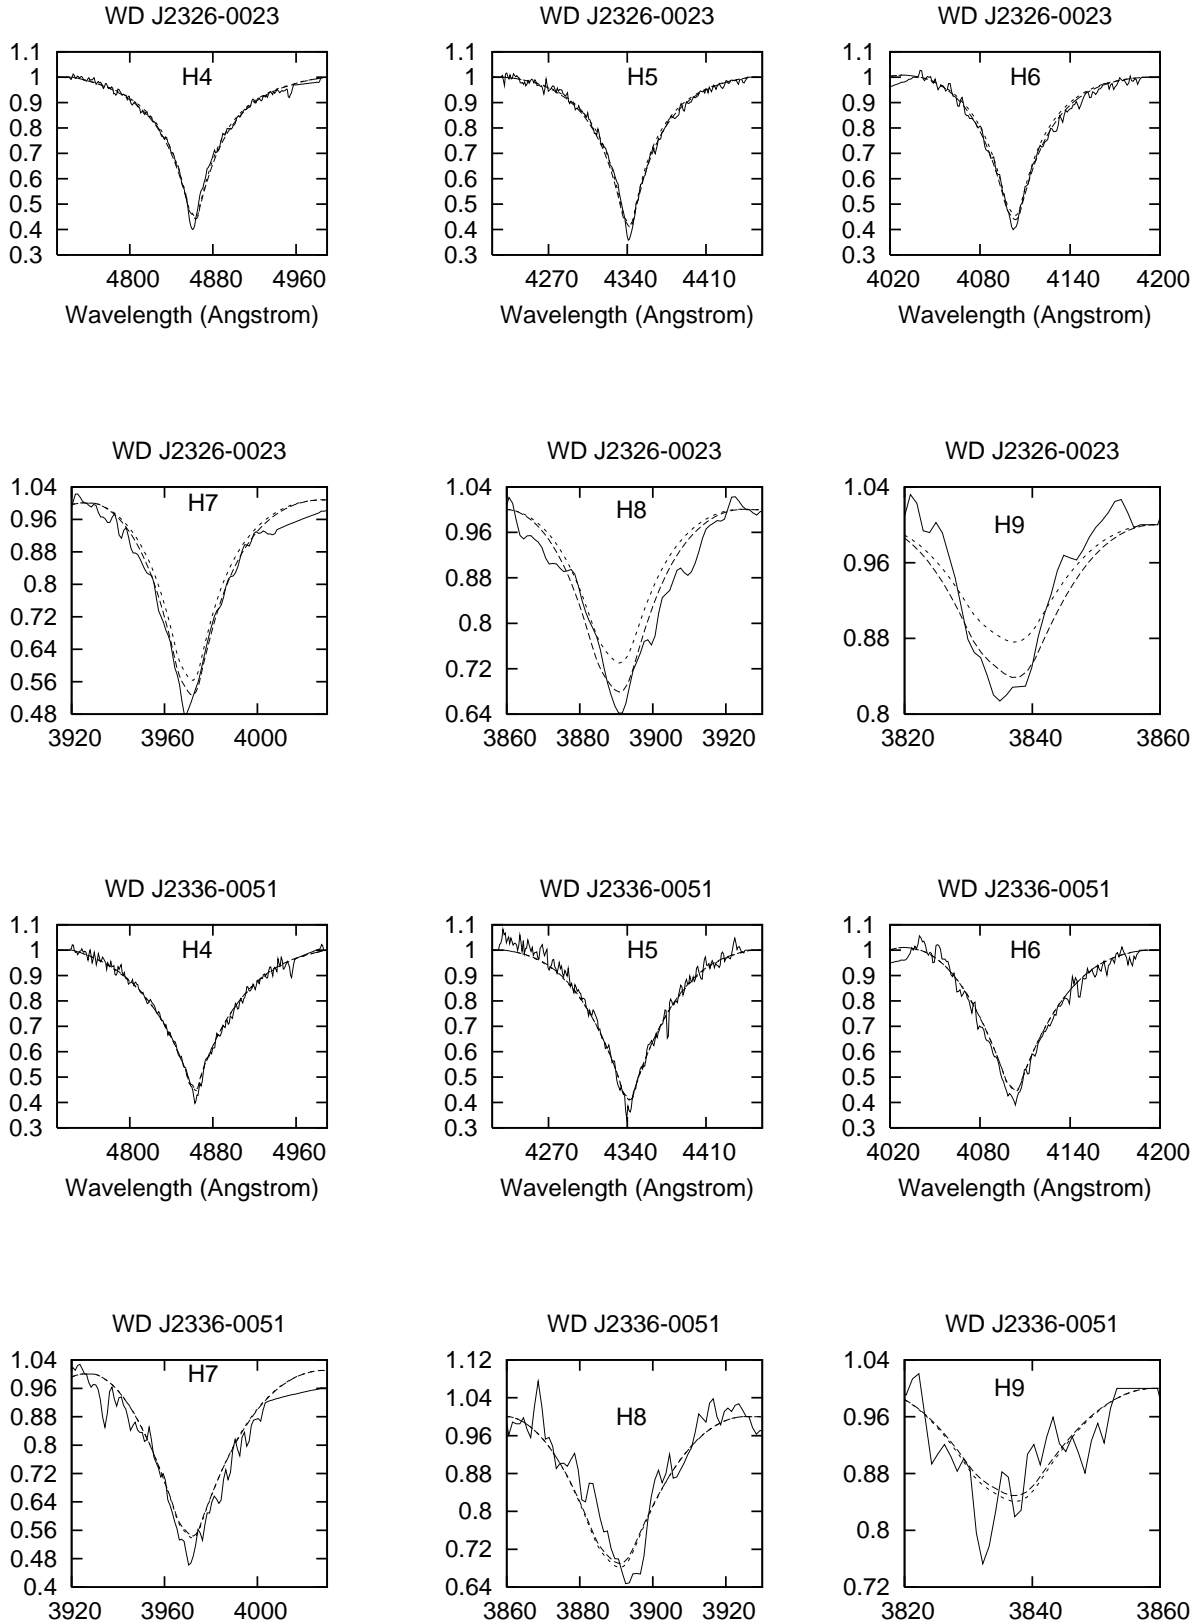 WD J2326-0023
WD J2326-0023
WD J2326-0023
1.1
1
0.9
0.8
0.7
0.6
0.5
0.4
0.3
H4
4800 4880 4960
Wavelength (Angstrom)
1.1
1
0.9
0.8
0.7
0.6
0.5
0.4
0.3
H5
4270 4340 4410
Wavelength (Angstrom)
1.1
1
0.9
0.8
0.7
0.6
0.5
0.4
0.3
H6
4020 4080 4140 4200
Wavelength (Angstrom)
WD J2326-0023
WD J2326-0023
WD J2326-0023
1.04
0.96
0.88
0.8
0.72
0.64
0.56
0.48
H7
3920 3960 4000
1.04
0.96
0.88
0.8
0.72
0.64
H8
3860 3880 3900 3920
1.04
0.96
0.88
0.8
H9
3820 3840 3860
WD J2336-0051
WD J2336-0051
WD J2336-0051
1.1
1
0.9
0.8
0.7
0.6
0.5
0.4
0.3
H4
4800 4880 4960
Wavelength (Angstrom)
1.1
1
0.9
0.8
0.7
0.6
0.5
0.4
0.3
H5
4270 4340 4410
Wavelength (Angstrom)
1.1
1
0.9
0.8
0.7
0.6
0.5
0.4
0.3
H6
4020 4080 4140 4200
Wavelength (Angstrom)
WD J2336-0051
WD J2336-0051
WD J2336-0051
1.04
0.96
0.88
0.8
0.72
0.64
0.56
0.48
0.4
H7
3920 3960 4000
1.12
1.04
0.96
0.88
0.8
0.72
0.64
H8
3860 3880 3900 3920
1.04
0.96
0.88
0.8
0.72
H9
3820 3840 3860